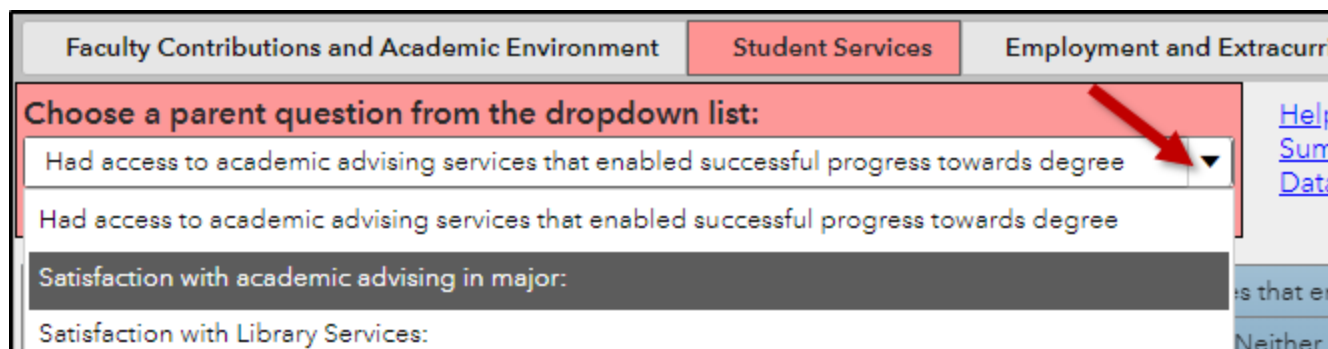 Faculty Contributions and Academic Environment Student Services Employment and Extracurr
Choose a parent question from the dropdown list:
Had access to academic advising services that enabled successful progress towards degree
Had access to academic advising services that enabled successful progress towards degree
Satisfaction with academic advising in major:
Satisfaction with Library Services:
Help
Sum
Data
s that e
Neither